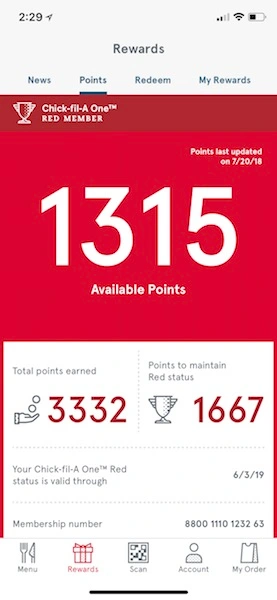 2:29
Rewards
News Points Redeem My Rewards
Chick-fil-A One™
RED MEMBER
Points last updated
on 7/20/18
1315
Available Points
Total points earned
3332
Points to maintain
Red status
1667
Your Chick-fil-A One™ Red
status is valid through
6/3/19
Membership number 8800 1110 1232 63
Menu Rewards Scan Account My Order